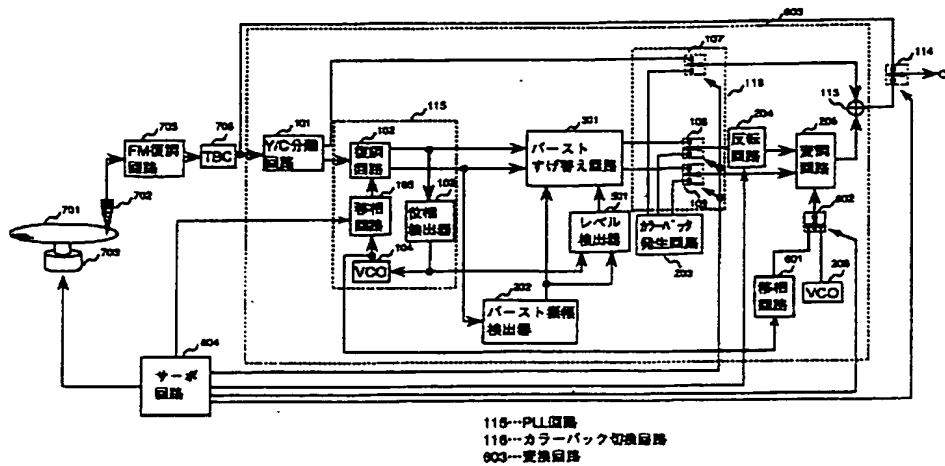 603
107
114
118
115
113
705
706
101
102
301
108
204
205
FM復調
回路
TBC
Y/C分離
回路
復調
回路
バースト
すげ替え回路
反転
回路
変調
回路
702
105
103
501
109
602
701
移相
回路
位相
検出器
レベル
検出器
カラーバック
発生回路
703
104
VCO
202
203
601
移相
回路
VCO
バースト振幅
検出器
サーボ
回路
115…PLL回路
116…カラーバック切換回路
603…変換回路